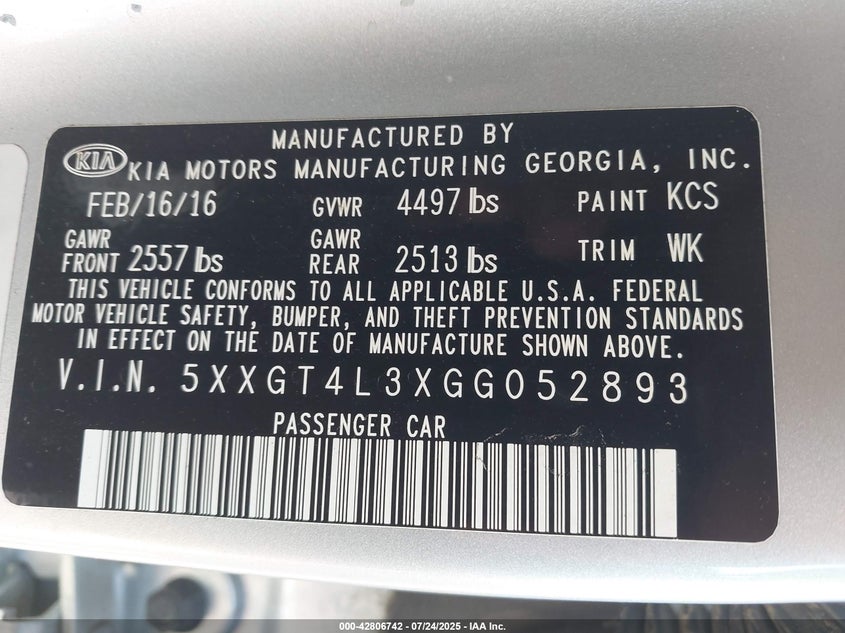 MANUFACTURED BY
KIA KIA MOTORS MANUFACTURING GEORGIA, INC.
FEB/16/16 GVWR 4497 lbs PAINT KCS
GAWR FRONT 2557 lbs GAWR REAR 2513 lbs TRIM WK
THIS VEHICLE CONFORMS TO ALL APPLICABLE U.S.A. FEDERAL
MOTOR VEHICLE SAFETY, BUMPER, AND THEFT PREVENTION STANDARDS
IN EFFECT ON THE DATE OF MANUFACTURE SHOWN ABOVE.
V.I.N. 5XXGT4L3XGG052893
PASSENGER CAR
000-42806742 - 07/24/2025 - IAA Inc.